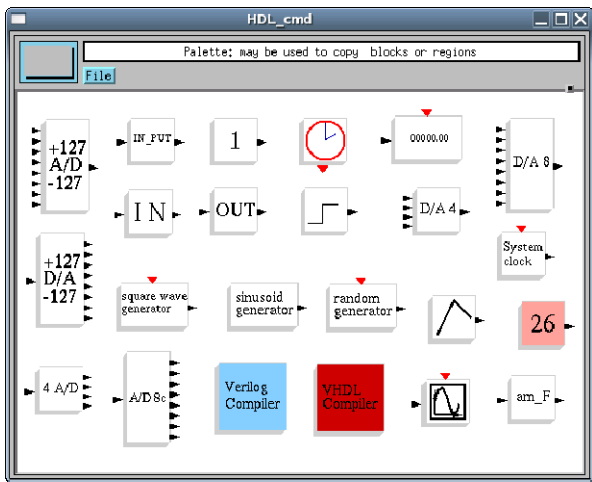 HDL_cmd
Palette: may be used to copy blocks or regions
File
+127
A/D
-127
IN_PUT
1
00000.00
D/A 8
IN
OUT
D/A 4
+127
D/A
-127
System
clock
square wave
generator
sinusoid
generator
random
generator
26
4 A/D
A/D 8c
Verilog
Compiler
VHDL
Compiler
am_F